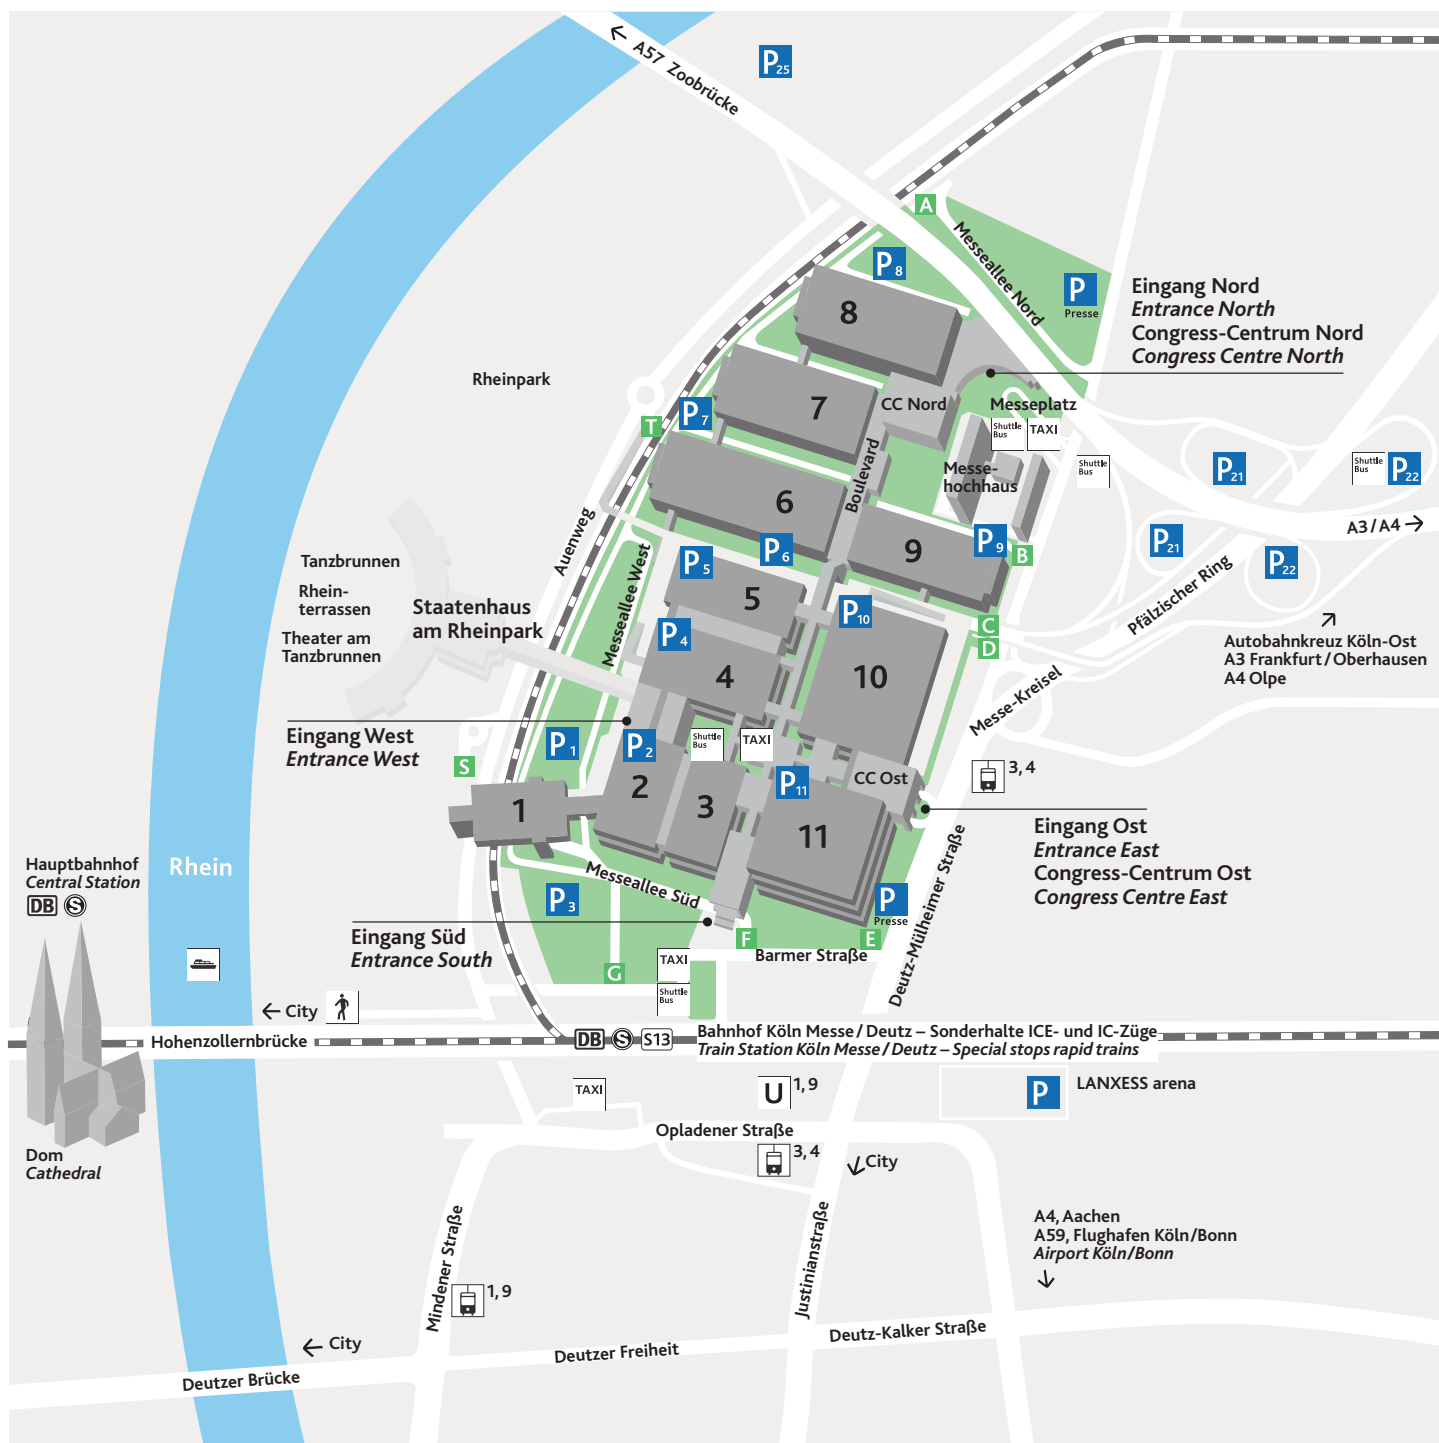 A57 Zoobrücke
P25
A
Messeallee Nord
P8
P
Presse
Eingang Nord
Entrance North
Congress-Centrum Nord
Congress Centre North
8
Rheinpark
7
CC Nord
Messeplatz
P7
T
Shuttle
Bus
TAXI
Boulevard
Messe-
hochhaus
Shuttle
Bus
P21
Shuttle
Bus
P22
6
Auenweg
A3/A4
P9
B
P21
P22
9
P6
P5
Messeallee West
Tanzbrunnen
Rhein-
terrassen
Theater am
Tanzbrunnen
Staatenhaus
am Rheinpark
5
P10
Pfälzischer Ring
C
D
P4
Autobahnkreuz Köln-Ost
A3 Frankfurt/Oberhausen
A4 Olpe
4
10
Messe-Kreisel
Eingang West
Entrance West
P1
P2
Shuttle
Bus
TAXI
S
3, 4
CC Ost
P11
2
1
3
11
Eingang Ost
Entrance East
Congress-Centrum Ost
Congress Centre East
Deutz-Mülheimer Straße
Hauptbahnhof
Central Station
DB
S
Rhein
Messeallee Süd
P3
P
Presse
Eingang Süd
Entrance South
F
E
Barmer Straße
G
TAXI
Shuttle
Bus
City
Hohenzollernbrücke
DB
S
S13
Bahnhof Köln Messe/Deutz – Sonderhalte ICE- und IC-Züge
Train Station Köln Messe/Deutz – Special stops rapid trains
TAXI
U
1, 9
P
LANXESS arena
Opladener Straße
3, 4
City
Dom
Cathedral
Mindener Straße
Justinianstraße
A4, Aachen
A59, Flughafen Köln/Bonn
Airport Köln/Bonn
1, 9
City
Deutzer Brücke
Deutzer Freiheit
Deutz-Kalker Straße